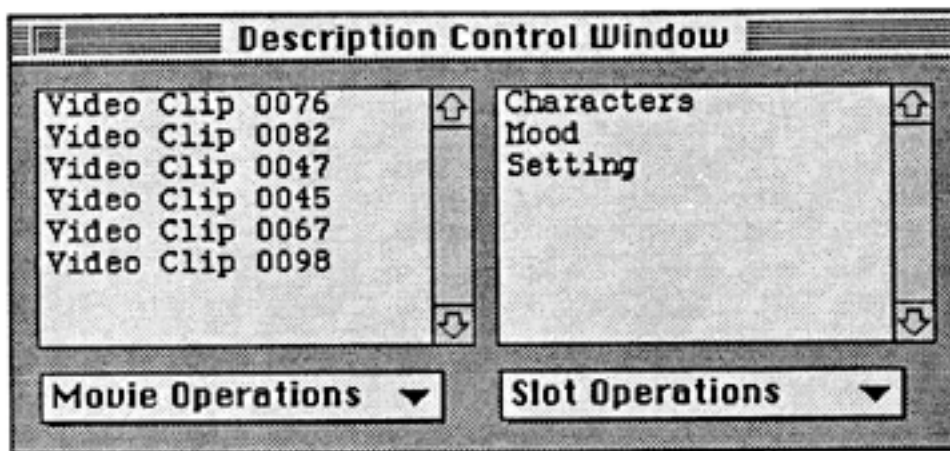 Description Control Window
Video Clip 0076
Video Clip 0082
Video Clip 0047
Video Clip 0045
Video Clip 0067
Video Clip 0098
Characters
Mood
Setting
Movie Operations
Slot Operations